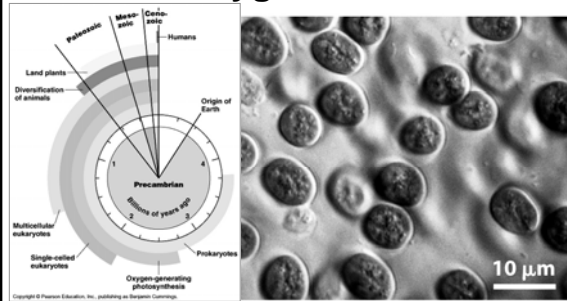 Paleozoic
Meso-
zoic
Ceno-
zoic
Humans
Land plants
Diversification
of animals
Origin of
Earth
1
4
Precambrian
Billions of years ago
2
3
Multicellular
eukaryotes
Single-celled
eukaryotes
Prokaryotes
Oxygen-generating
photosynthesis
Copyright © Pearson Education, Inc., publishing as Benjamin Cummings.
10 μm